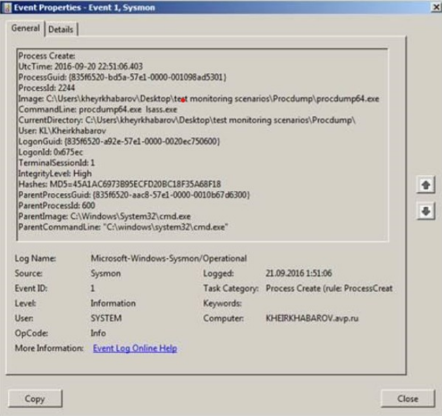 Event Properties - Event 1, Sysmon
General
Details
Process Create:
UtcTime: 2016-09-20 22:51:06.403
ProcessGuid: {835f6520-bd5a-57e1-0000-001098ad5301}
ProcessId: 2244
Image: C:\Users\kheyrkhabarov\Desktop\test monitoring scenarios\Procdump\procdump64.exe
CommandLine: procdump64.exe lsass.exe
CurrentDirectory: C:\Users\kheyrkhabarov\Desktop\test monitoring scenarios\Procdump\
User: KL\Kheirkhabarov
LogonGuid: {835f6520-a92e-57e1-0000-0020ec750600}
LogonId: 0x675ec
TerminalSessionId: 1
IntegrityLevel: High
Hashes: MD5=45A1AC6973B95ECFD20BC18F35A68F18
ParentProcessGuid: {835f6520-aac8-57e1-0000-0010b67d6300}
ParentProcessId: 600
ParentImage: C:\Windows\System32\cmd.exe
ParentCommandLine: "C:\windows\system32\cmd.exe"
Log Name: Microsoft-Windows-Sysmon/Operational
Source: Sysmon Logged: 21.09.2016 1:51:06
Event ID: 1 Task Category: Process Create (rule: ProcessCreat
Level: Information Keywords:
User: SYSTEM Computer: KHEIRKHABAROV.avp.ru
OpCode: Info
More Information: Event Log Online Help
Copy
Close